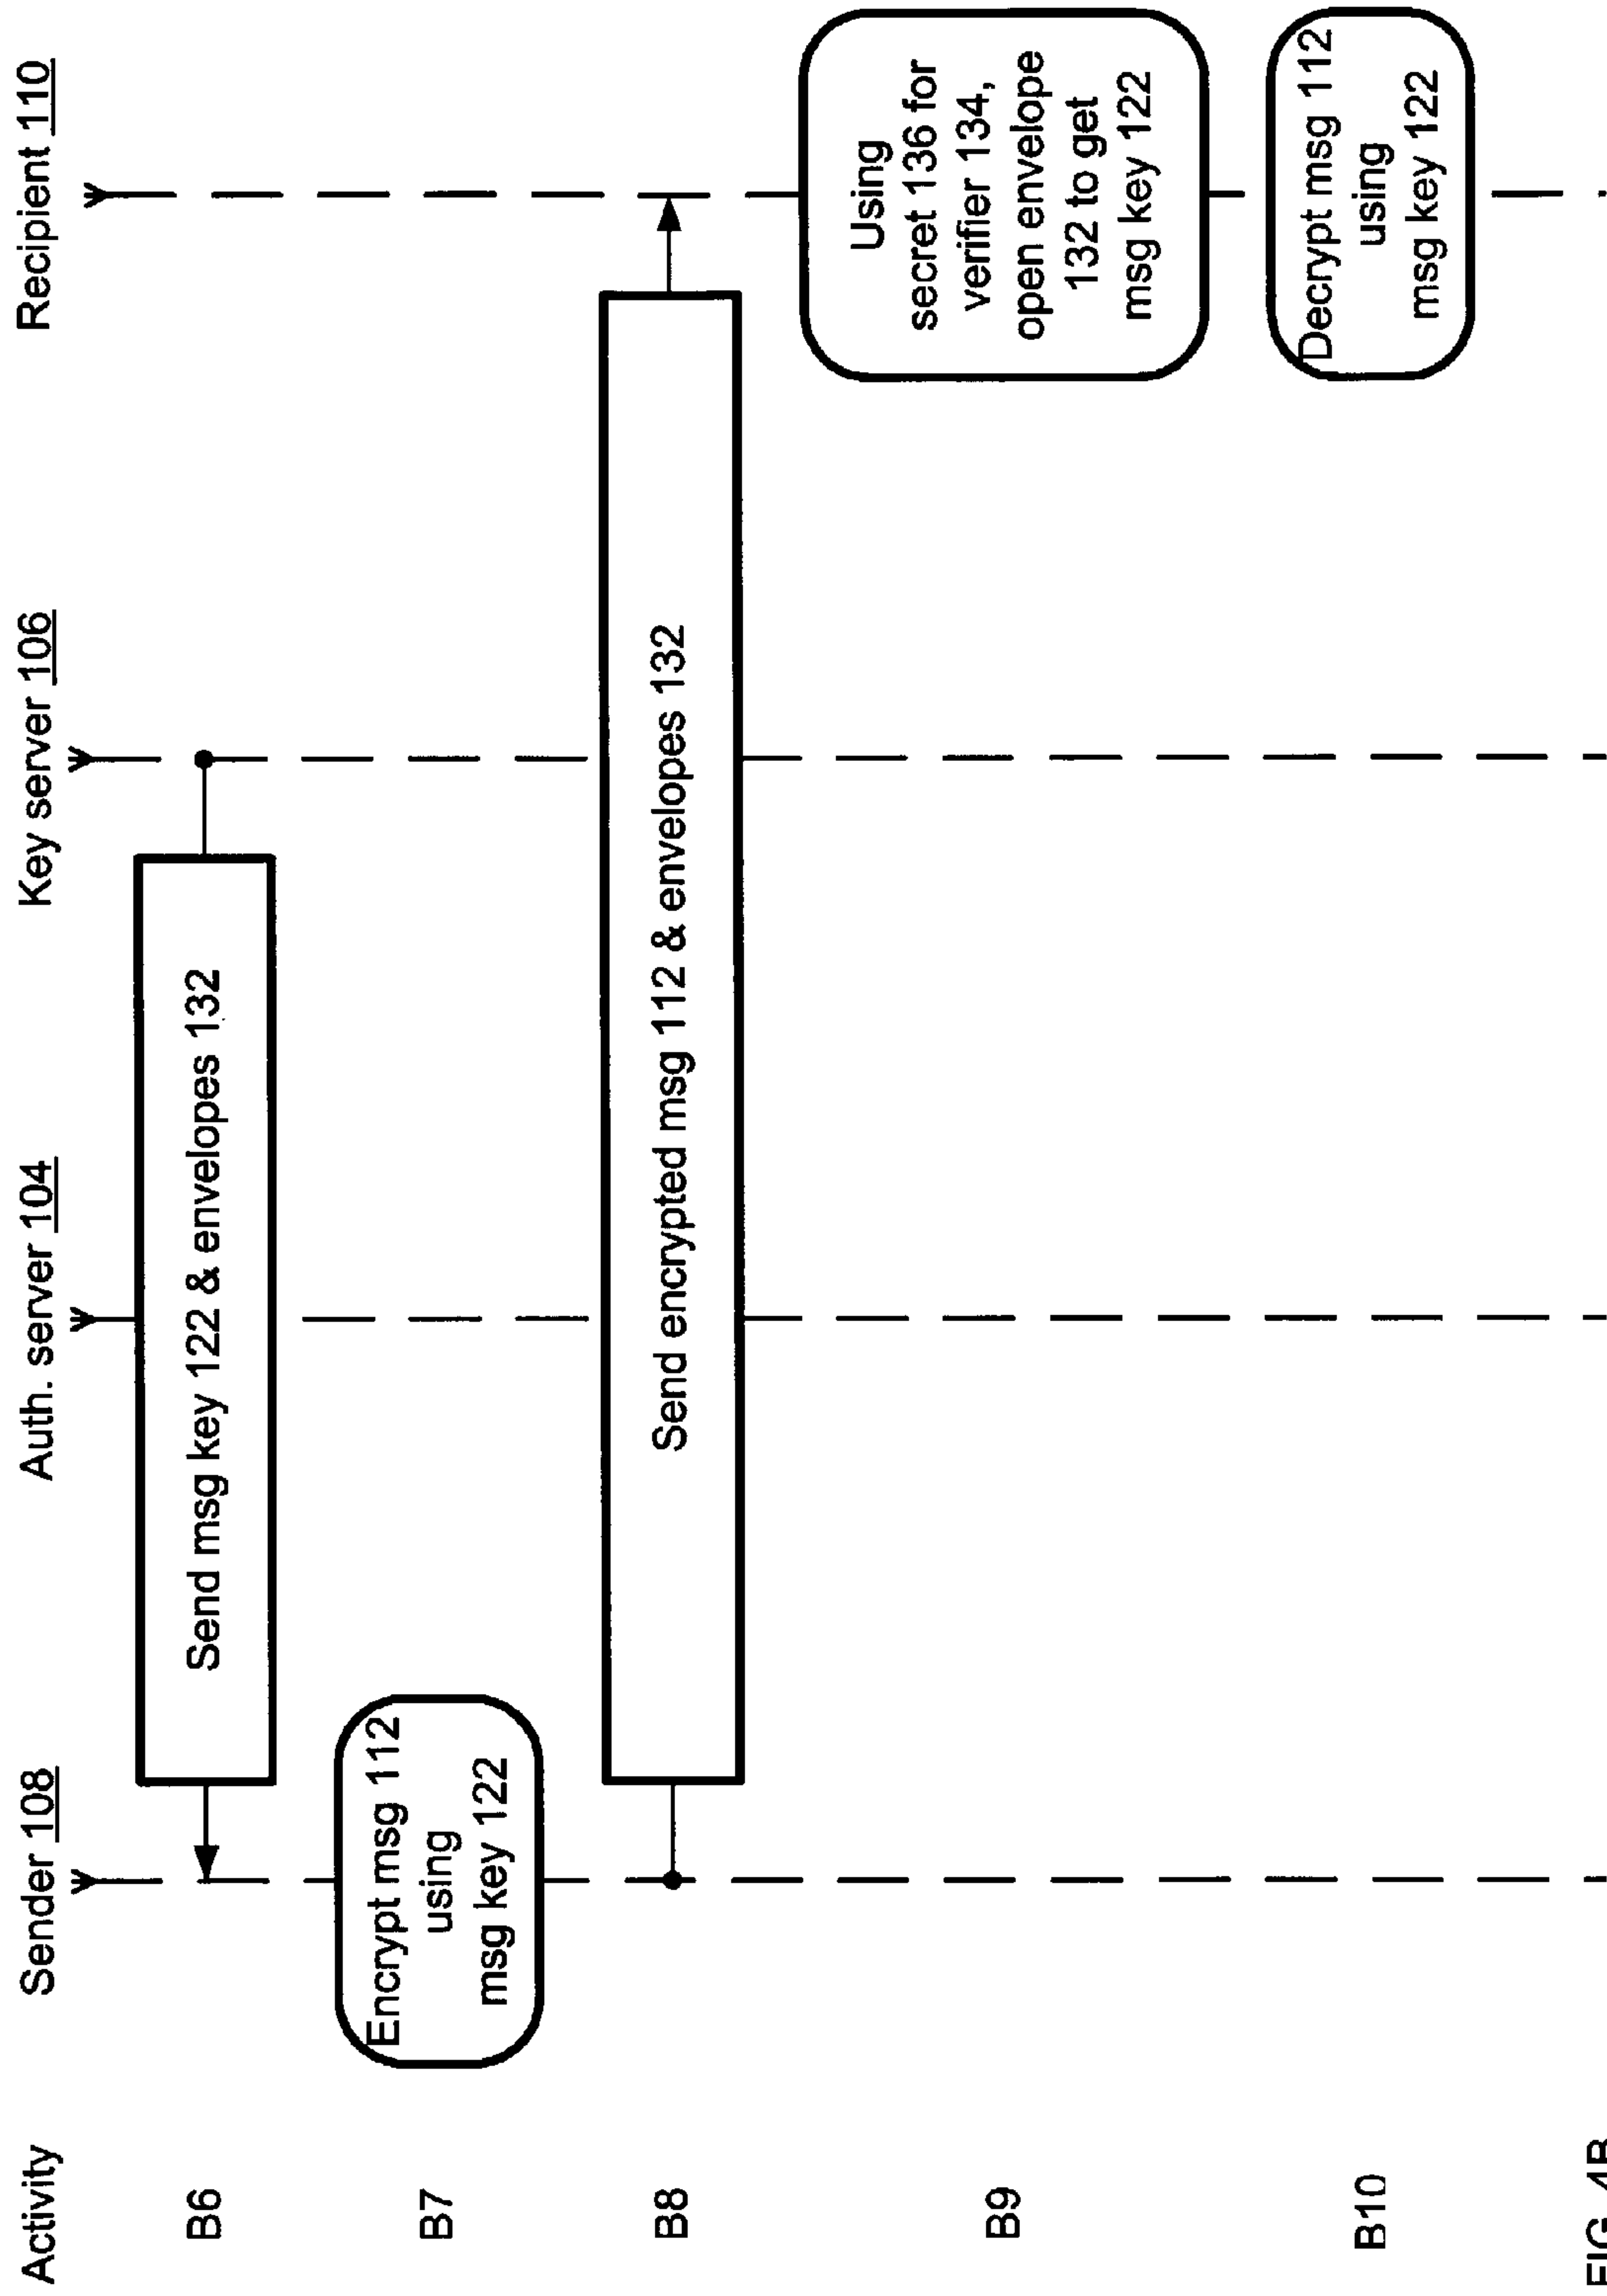 Activity
Sender 108
Auth. server 104
Key server 106
Recipient 110
B6
Send msg key 122 & envelopes 132
B7
Encrypt msg 112
using
msg key 122
B8
Send encrypted msg 112 & envelopes 132
B9
Using
secret 136 for
verifier 134,
open envelope
132 to get
msg key 122
B10
Decrypt msg 112
using
msg key 122
FIG. 4B